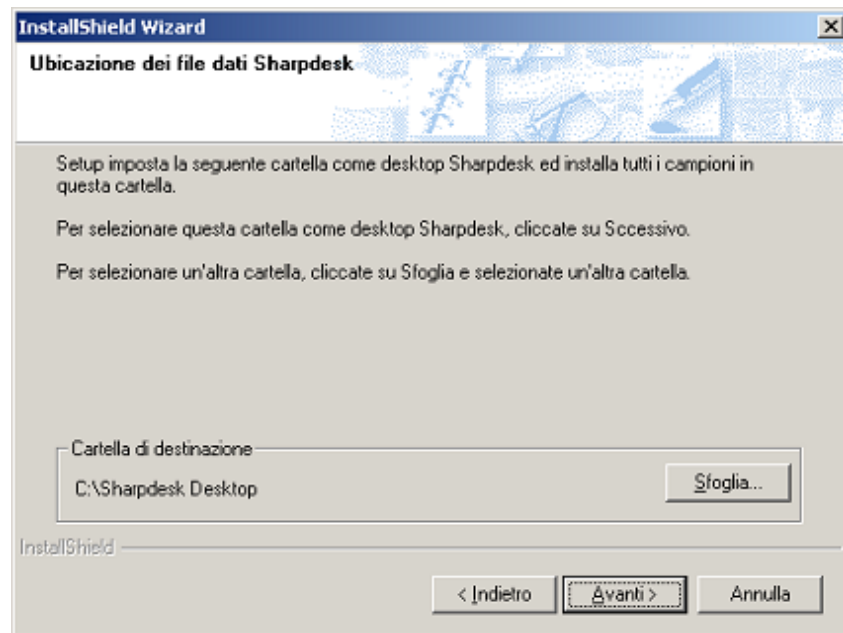 InstallShield Wizard
Ubicazione dei file dati Sharpdesk
Setup imposta la seguente cartella come desktop Sharpdesk ed installa tutti i campioni in
questa cartella.
Per selezionare questa cartella come desktop Sharpdesk, cliccate su Sccessivo.
Per selezionare un'altra cartella, cliccate su Sfoglia e selezionate un'altra cartella.
Cartella di destinazione
C:\Sharpdesk Desktop
Sfoglia...
InstallShield
< Indietro
Avanti >
Annulla